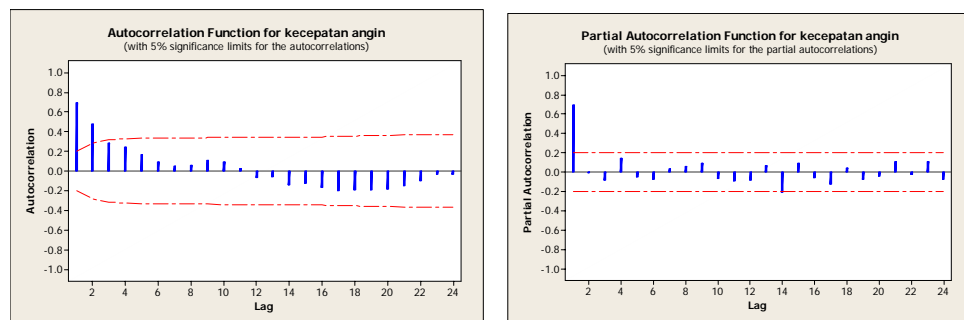 Autocorrelation Function for kecepatan angin
(with 5% significance limits for the autocorrelations)
Autocorrelation
1.0
0.8
0.6
0.4
0.2
0.0
-0.2
-0.4
-0.6
-0.8
-1.0
2 4 6 8 10 12 14 16 18 20 22 24
Lag
Partial Autocorrelation Function for kecepatan angin
(with 5% significance limits for the partial autocorrelations)
Partial Autocorrelation
1.0
0.8
0.6
0.4
0.2
0.0
-0.2
-0.4
-0.6
-0.8
-1.0
2 4 6 8 10 12 14 16 18 20 22 24
Lag